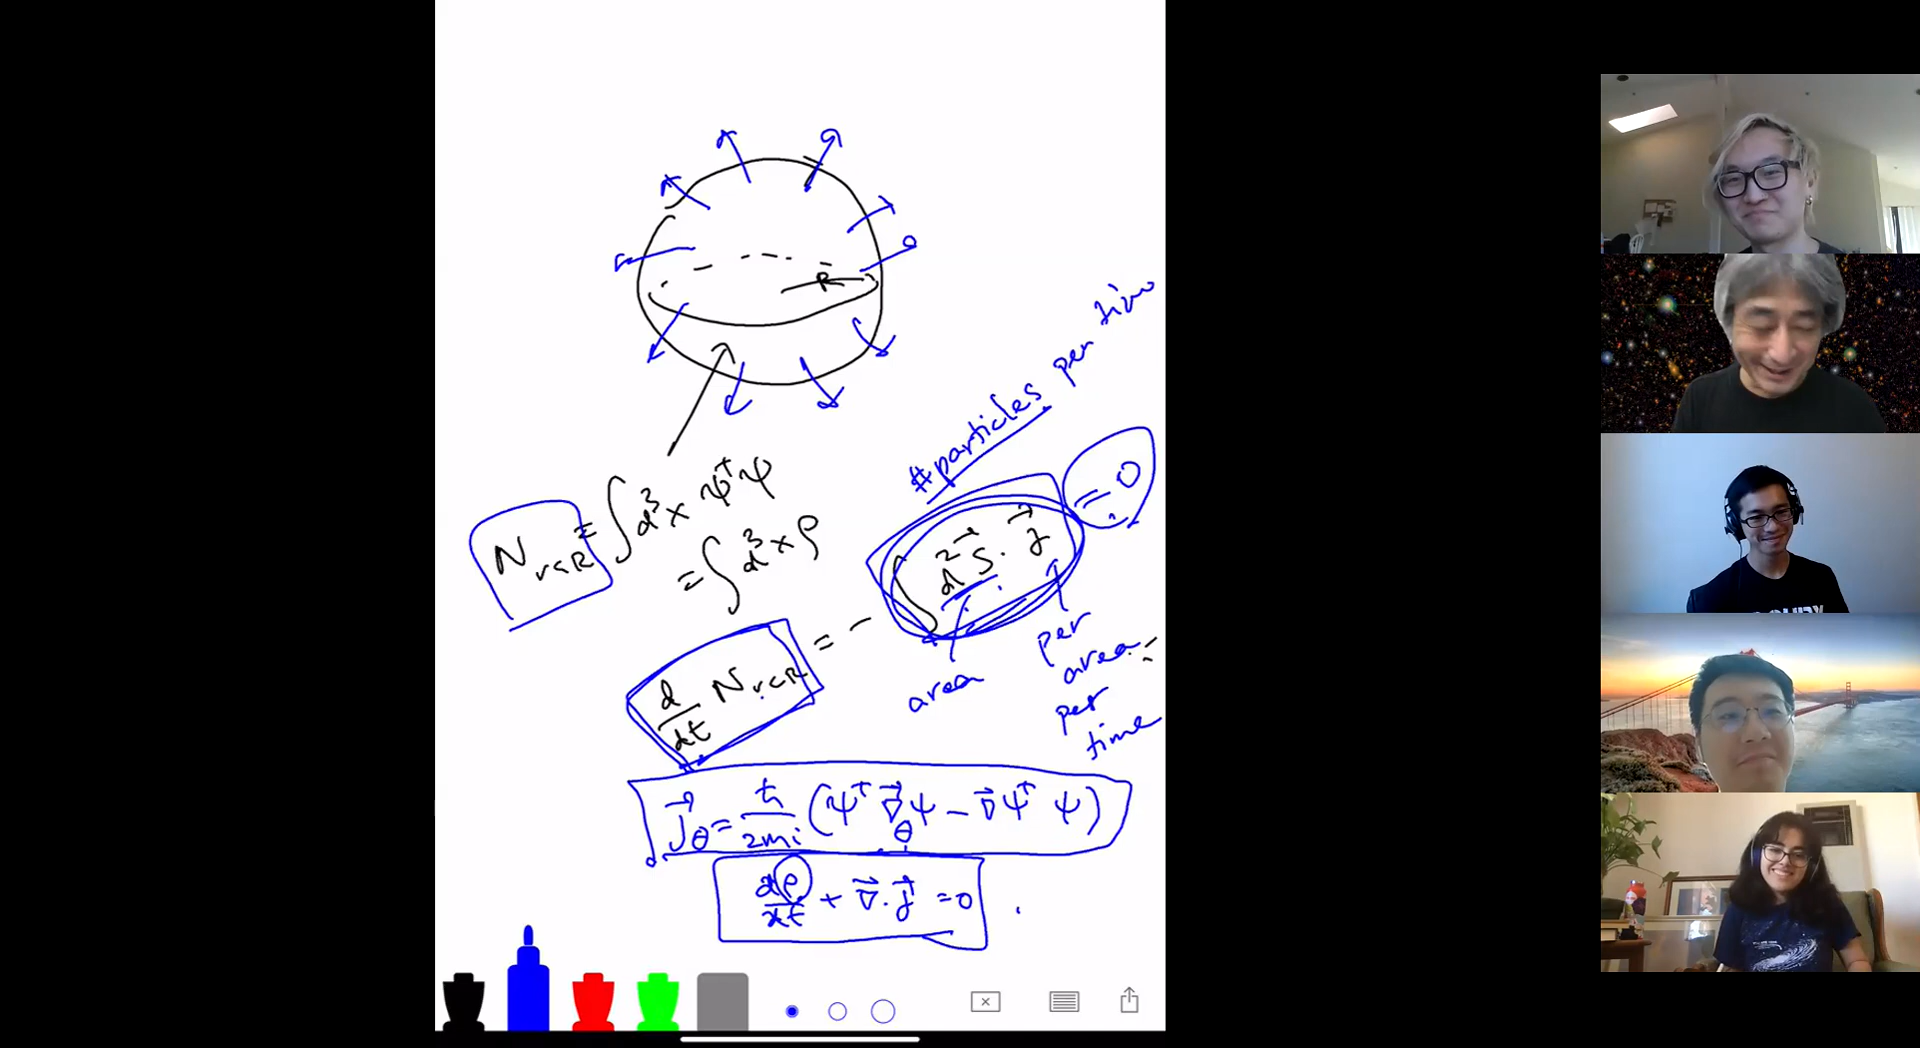 R
# particles per time
N_{r<R} = ∫ d³x ψ†ψ
= ∫ d³x ρ
d/dt N_{r<R} = - ∫ d²S⃗ · j⃗ = 0
area
per
area
per
time
j⃗_θ = ħ/2mi (ψ† ∇⃗_θ ψ - ∇⃗ψ† ψ)
dρ/dt + ∇⃗ · j⃗ = 0